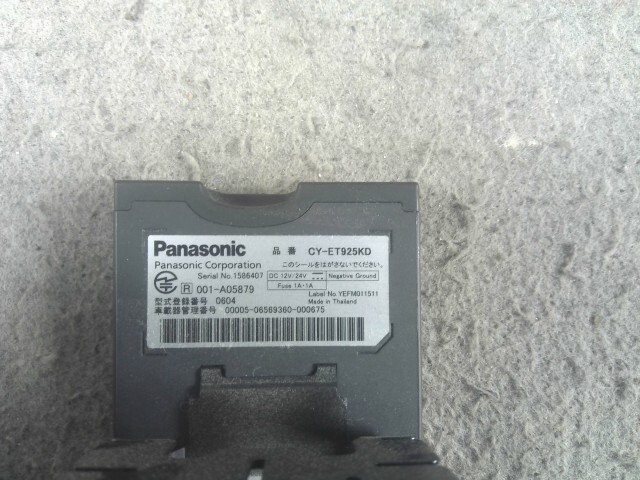 Panasonic 品番 CY-ET925KD
Panasonic Corporation このシールをはがさないでください。
Serial No.1586407 DC 12V/24V Negative Ground
Fuse 1A・1A
R 001-A05879
Label No.YEFM011511
型式登録番号 0604 Made in Thailand
車載器管理番号 00005-06569360-000675